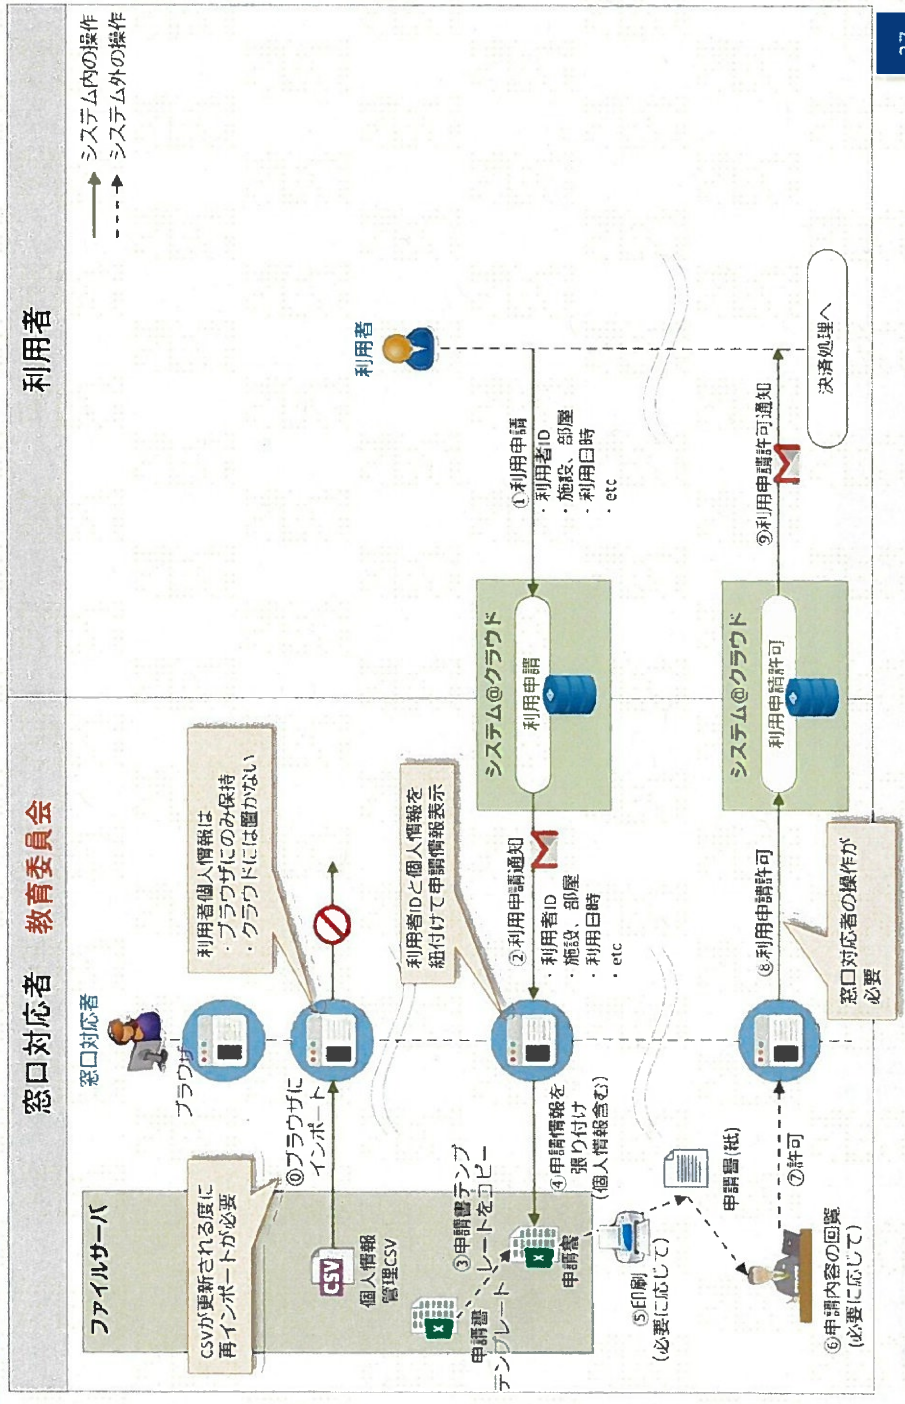 窓口対応者 教育委員会
利用者
システム内の操作
システム外の操作
窓口対応者
利用者
ブラウザ
ファイルサーバ
CSVが更新される度に
再インポートが必要
⓪ブラウザに
インポート
CSV
個人情報
管理CSV
利用者個人情報は
・ブラウザにのみ保持
・クラウドには置かない
①利用申請
・利用者ID
・施設、部屋
・利用日時
・etc
システム@クラウド
利用申請
②利用申請通知
・利用者ID
・施設、部屋
・利用日時
・etc
利用者IDと個人情報を
紐付けて申請情報表示
③申請書テンプ
レートをコピー
X
申請書
テンプレート
X
申請書
④申請情報を
張り付け
(個人情報含む)
⑤印刷
(必要に応じて)
申請書(紙)
⑥申請内容の回覧
(必要に応じて)
⑦許可
⑧利用申請許可
窓口対応者の操作が
必要
システム@クラウド
利用申請許可
⑨利用申請許可通知
決済処理へ